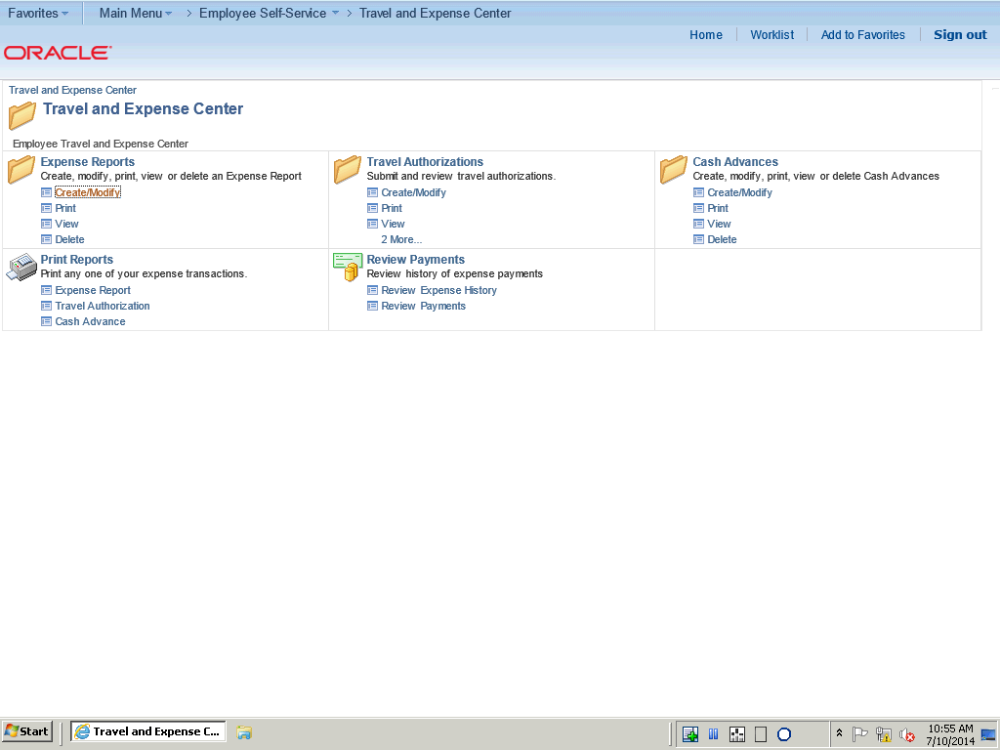 Favorites Main Menu > Employee Self-Service > Travel and Expense Center
Home Worklist Add to Favorites Sign out
ORACLE
Travel and Expense Center
Travel and Expense Center
Employee Travel and Expense Center
Expense Reports
Create, modify, print, view or delete an Expense Report
Create/Modify
Print
View
Delete
Travel Authorizations
Submit and review travel authorizations.
Create/Modify
Print
View
2 More...
Cash Advances
Create, modify, print, view or delete Cash Advances
Create/Modify
Print
View
Delete
Print Reports
Print any one of your expense transactions.
Expense Report
Travel Authorization
Cash Advance
Review Payments
Review history of expense payments
Review Expense History
Review Payments
Start Travel and Expense C... 10:55 AM
7/10/2014